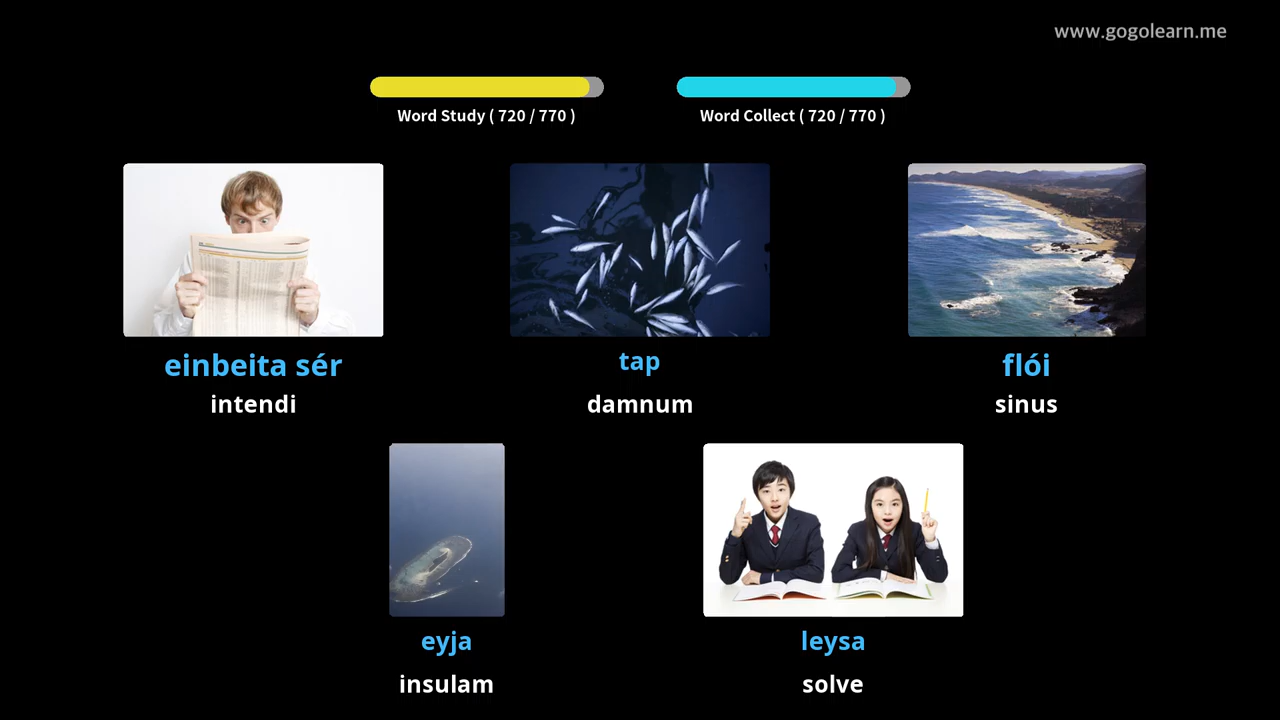 www.gogolearn.me
Word Study ( 720 / 770 )
Word Collect ( 720 / 770 )
einbeita sér
intendi
tap
damnum
flói
sinus
eyja
insulam
leysa
solve